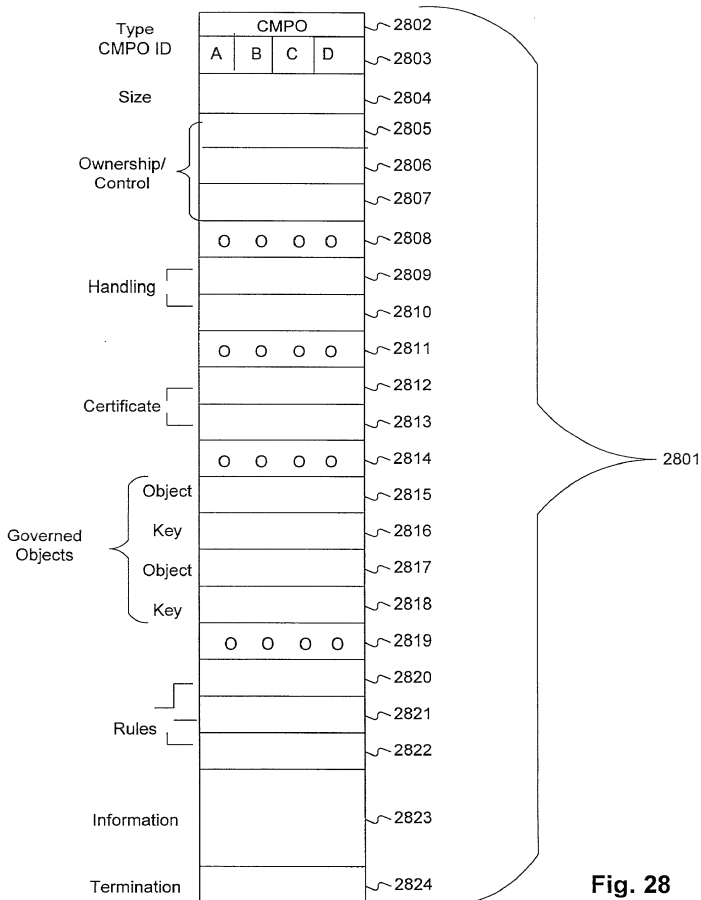 Type CMPO 2802
CMPO ID A B C D 2803
Size 2804
2805
Ownership/
Control 2806
2807
O O O O 2808
Handling 2809
2810
O O O O 2811
Certificate 2812
2813
O O O O 2814
2801
Governed
Objects
Object 2815
Key 2816
Object 2817
Key 2818
O O O O 2819
2820
Rules 2821
2822
Information 2823
Termination 2824
Fig. 28